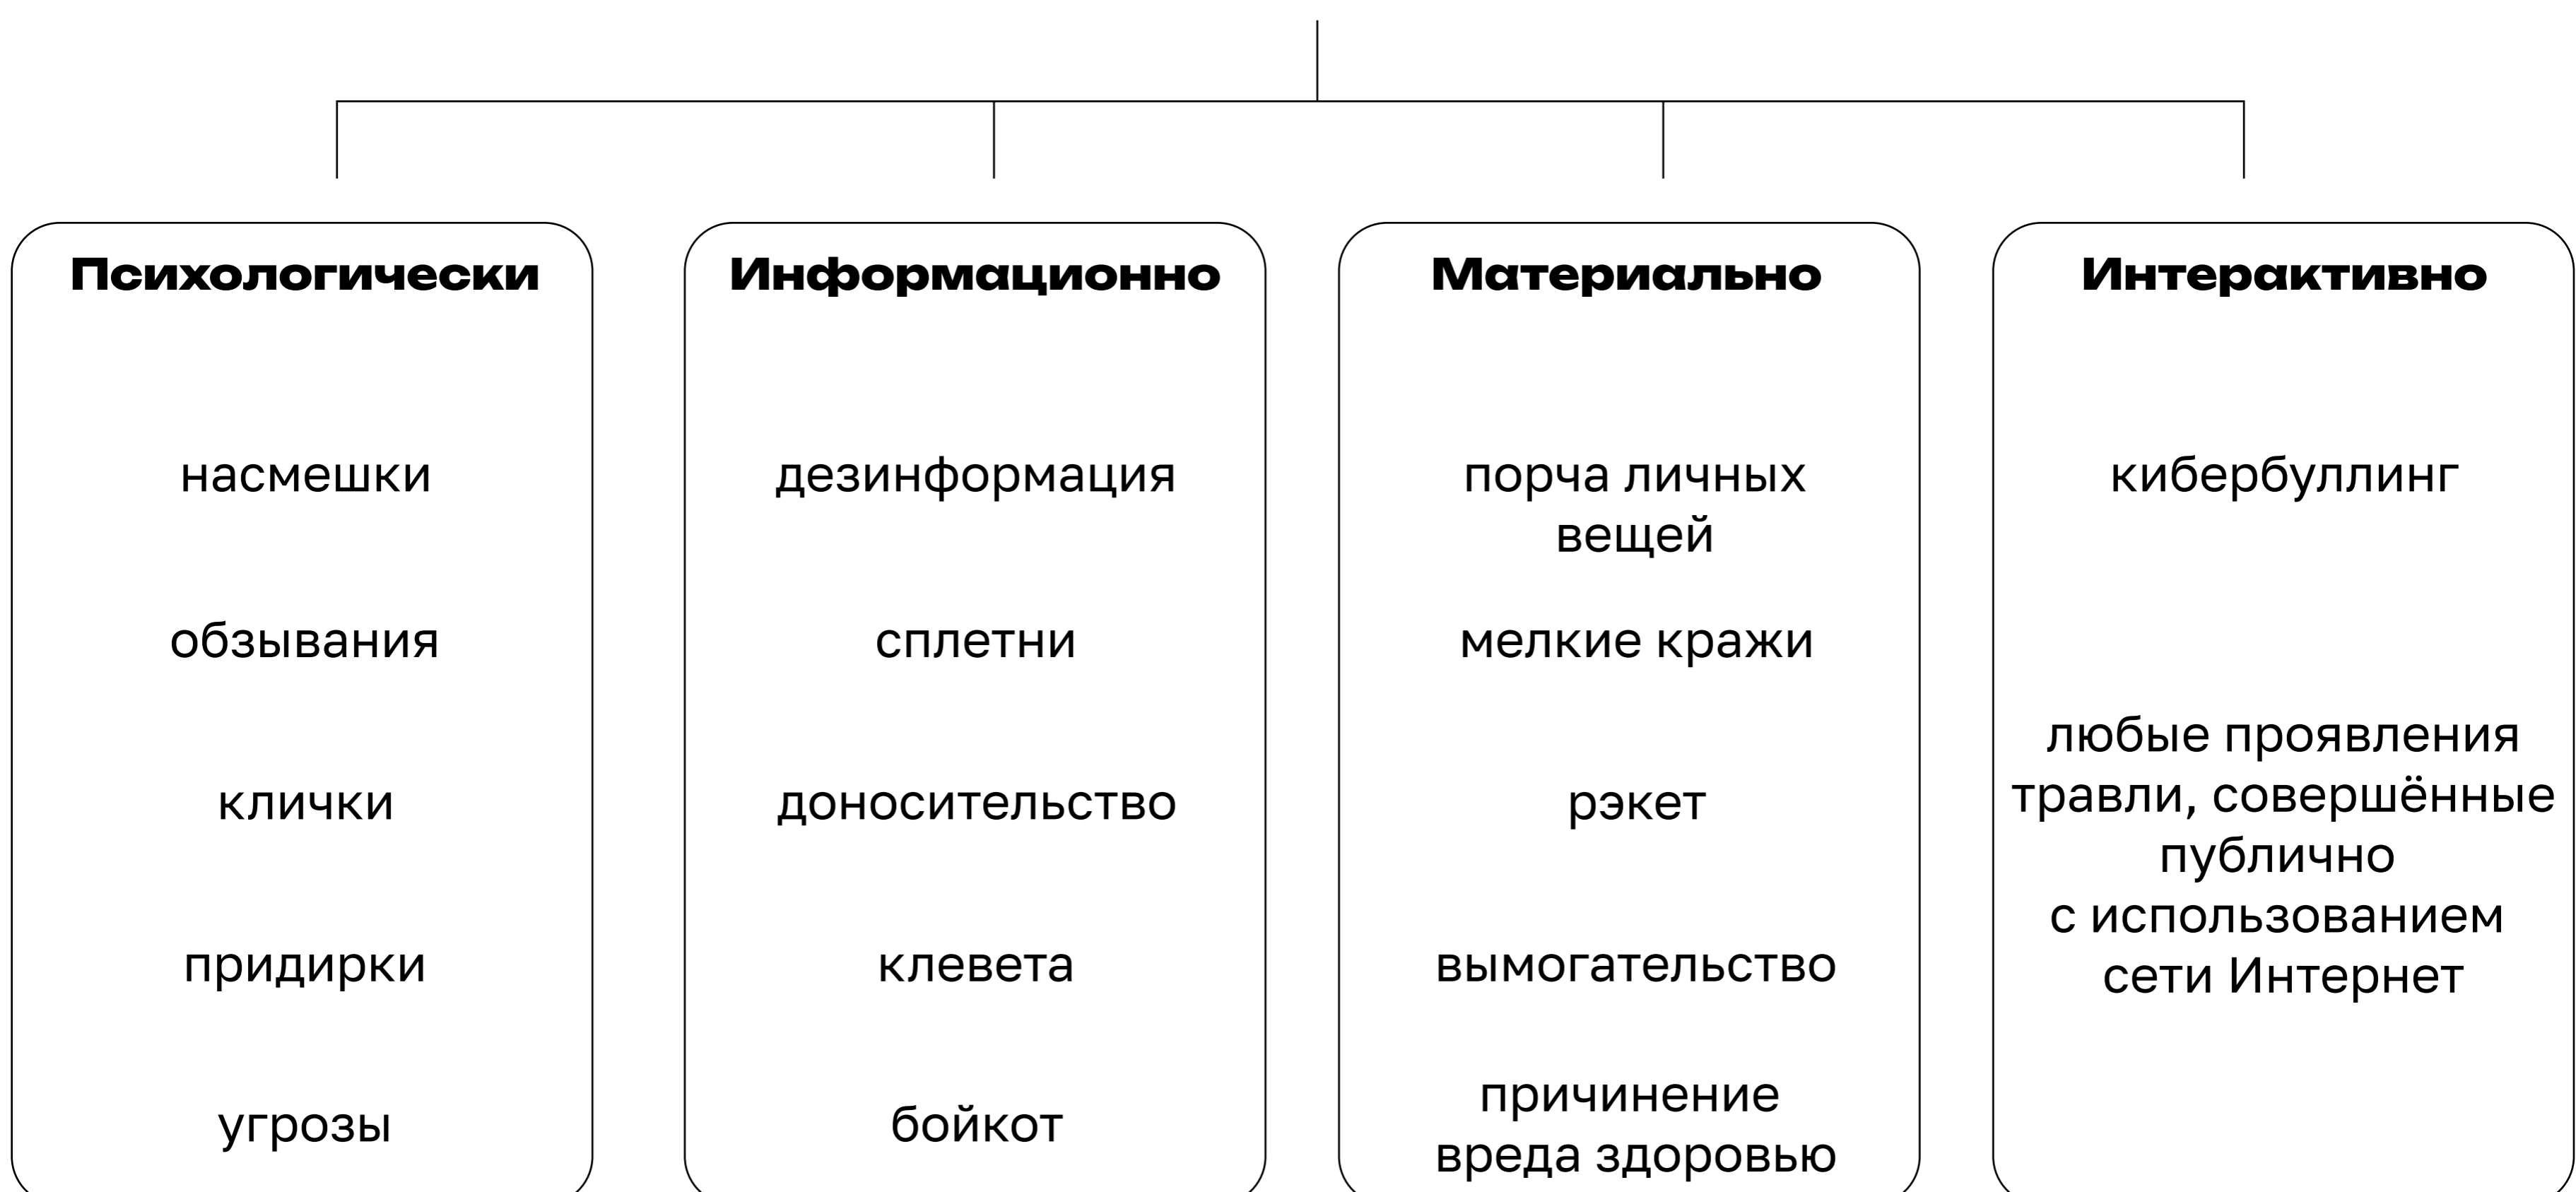 Психологически
насмешки
обзывания
клички
придирки
угрозы
Информационно
дезинформация
сплетни
доносительство
клевета
бойкот
Материально
порча личных
вещей
мелкие кражи
рэкет
вымогательство
причинение
вреда здоровью
Интерактивно
кибербуллинг
любые проявления
травли, совершённые
публично
с использованием
сети Интернет